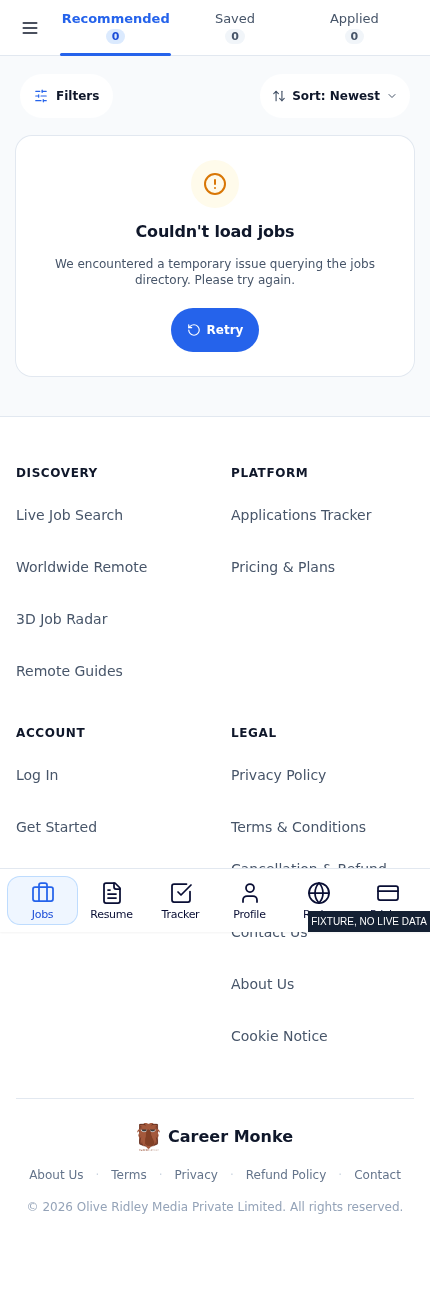 Recommended
0
Saved
0
Applied
0
Filters
Sort: Newest
Couldn't load jobs
We encountered a temporary issue querying the jobs
directory. Please try again.
Retry
DISCOVERY
PLATFORM
Live Job Search
Applications Tracker
Worldwide Remote
Pricing & Plans
3D Job Radar
Remote Guides
ACCOUNT
LEGAL
Log In
Privacy Policy
Get Started
Terms & Conditions
Cancellation & Refund
Jobs
Resume
Tracker
Profile
FIXTURE, NO LIVE DATA
Contact Us
About Us
Cookie Notice
Career Monke
About Us · Terms · Privacy · Refund Policy · Contact
© 2026 Olive Ridley Media Private Limited. All rights reserved.